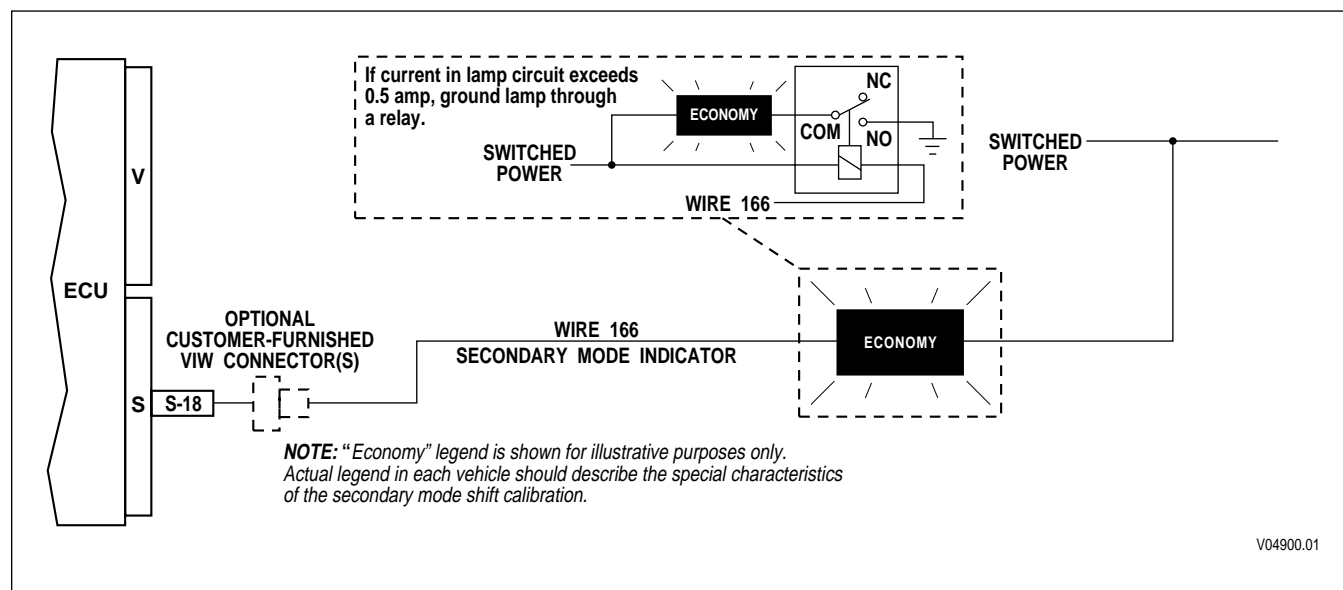 If current in lamp circuit exceeds
0.5 amp, ground lamp through
a relay.
ECONOMY
NC
COM
NO
SWITCHED
POWER
WIRE 166
SWITCHED
POWER
V
ECU
OPTIONAL
CUSTOMER-FURNISHED
VIW CONNECTOR(S)
WIRE 166
SECONDARY MODE INDICATOR
ECONOMY
S
S-18
NOTE: “Economy” legend is shown for illustrative purposes only.
Actual legend in each vehicle should describe the special characteristics
of the secondary mode shift calibration.
V04900.01